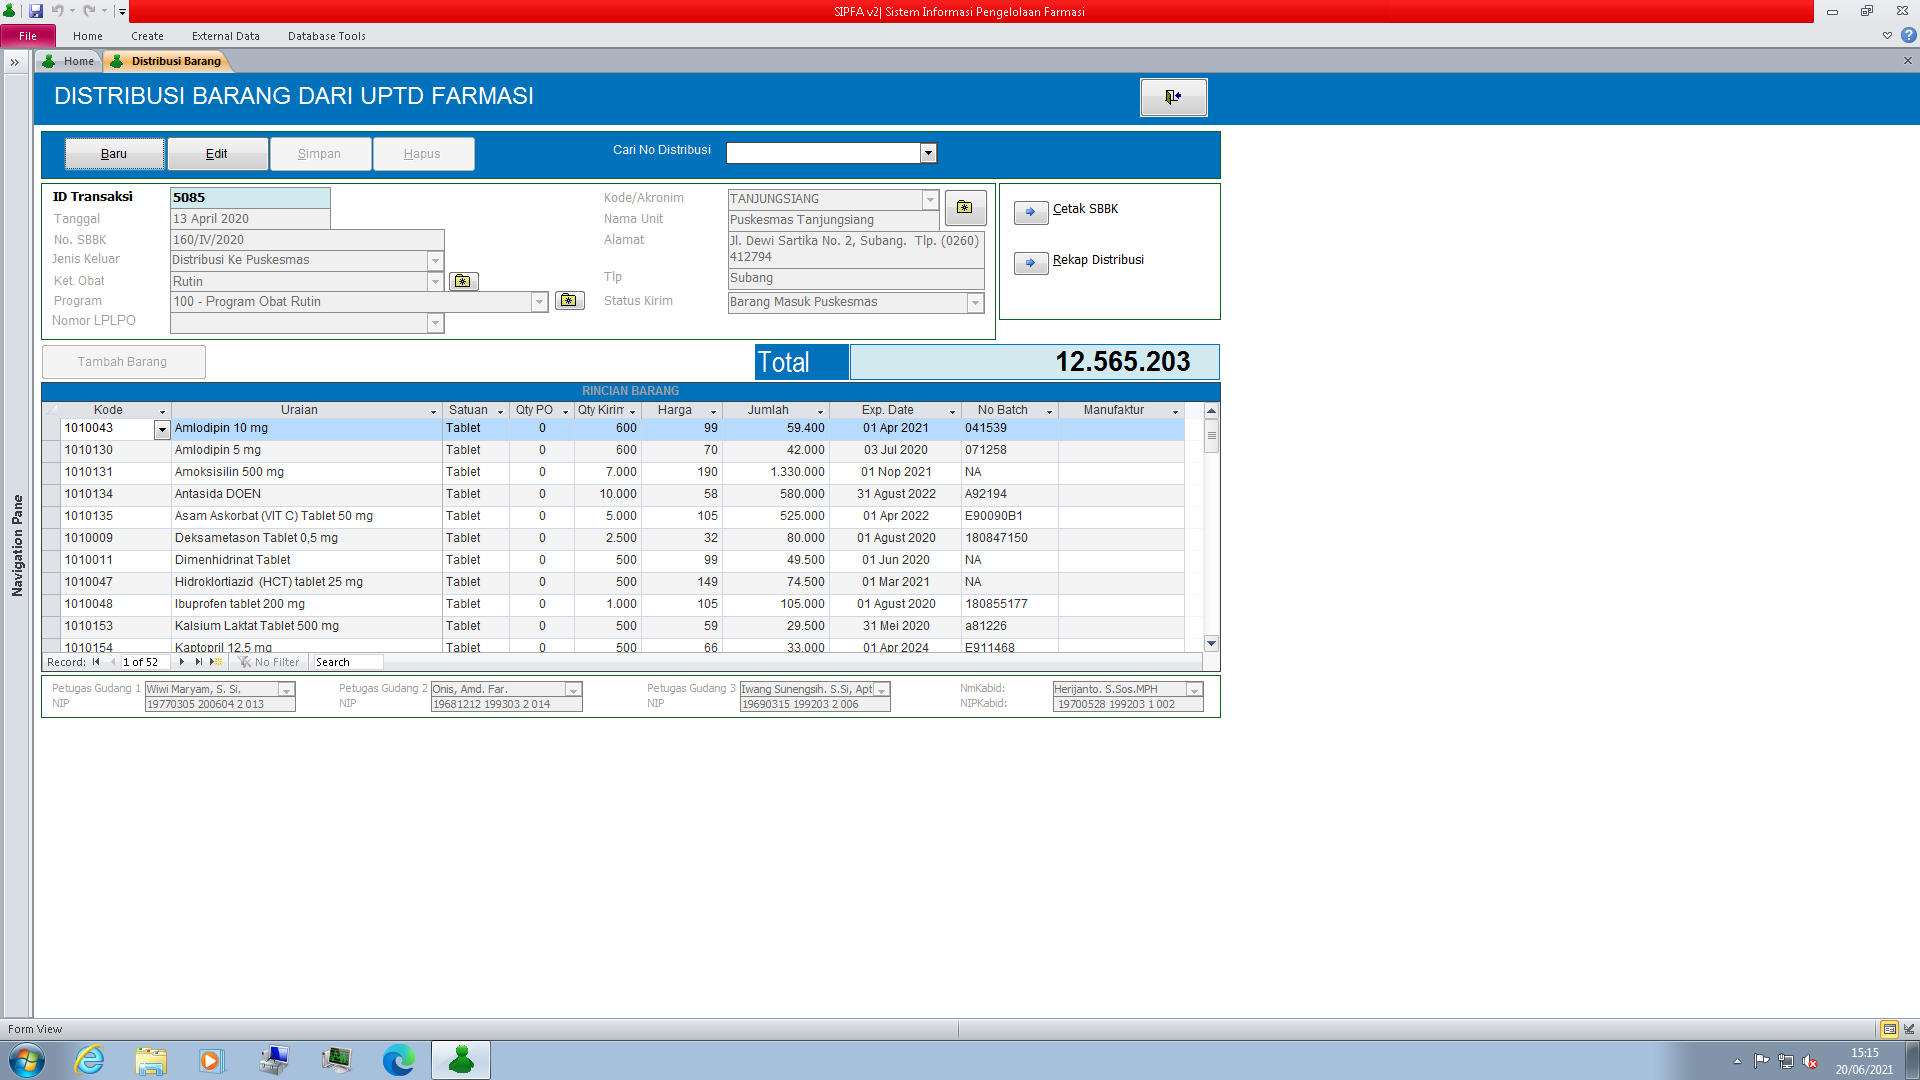 SIPFA v2| Sistem Informasi Pengelolaan Farmasi
File Home Create External Data Database Tools
Home Distribusi Barang
DISTRIBUSI BARANG DARI UPTD FARMASI
Baru Edit Simpan Hapus Cari No Distribusi
ID Transaksi 5085
Tanggal 13 April 2020
No. SBBK 160/IV/2020
Jenis Keluar Distribusi Ke Puskesmas
Ket. Obat Rutin
Program 100 - Program Obat Rutin
Nomor LPLPO
Kode/Akronim TANJUNGSIANG
Nama Unit Puskesmas Tanjungsiang
Alamat Jl. Dewi Sartika No. 2, Subang. Tlp. (0260)
412794
Tlp Subang
Status Kirim Barang Masuk Puskesmas
Cetak SBBK
Rekap Distribusi
Tambah Barang Total 12.565.203
RINCIAN BARANG
Kode Uraian Satuan Qty PO Qty Kirim Harga Jumlah Exp. Date No Batch Manufaktur
1010043 Amlodipin 10 mg Tablet 0 600 99 59.400 01 Apr 2021 041539
1010130 Amlodipin 5 mg Tablet 0 600 70 42.000 03 Jul 2020 071258
1010131 Amoksisilin 500 mg Tablet 0 7.000 190 1.330.000 01 Nop 2021 NA
1010134 Antasida DOEN Tablet 0 10.000 58 580.000 31 Agust 2022 A92194
1010135 Asam Askorbat (VIT C) Tablet 50 mg Tablet 0 5.000 105 525.000 01 Apr 2022 E90090B1
1010009 Deksametason Tablet 0,5 mg Tablet 0 2.500 32 80.000 01 Agust 2020 180847150
1010011 Dimenhidrinat Tablet Tablet 0 500 99 49.500 01 Jun 2020 NA
1010047 Hidroklortiazid (HCT) tablet 25 mg Tablet 0 500 149 74.500 01 Mar 2021 NA
1010048 Ibuprofen tablet 200 mg Tablet 0 1.000 105 105.000 01 Agust 2020 180855177
1010153 Kalsium Laktat Tablet 500 mg Tablet 0 500 59 29.500 31 Mei 2020 a81226
1010154 Kaptopril 12,5 mg Tablet 0 500 66 33.000 01 Apr 2024 E911468
Record: 1 of 52 No Filter Search
Petugas Gudang 1 Wiwi Maryam, S. Si. Petugas Gudang 2 Onis, Amd. Far. Petugas Gudang 3 Iwang Sunengsih. S.Si, Apt NmKabid: Herijanto. S.Sos.MPH
NIP 19770305 200604 2 013 NIP 19681212 199303 2 014 NIP 19690315 199203 2 006 NIPKabid: 19700528 199203 1 002
Navigation Pane
Form View
15:15
20/06/2021